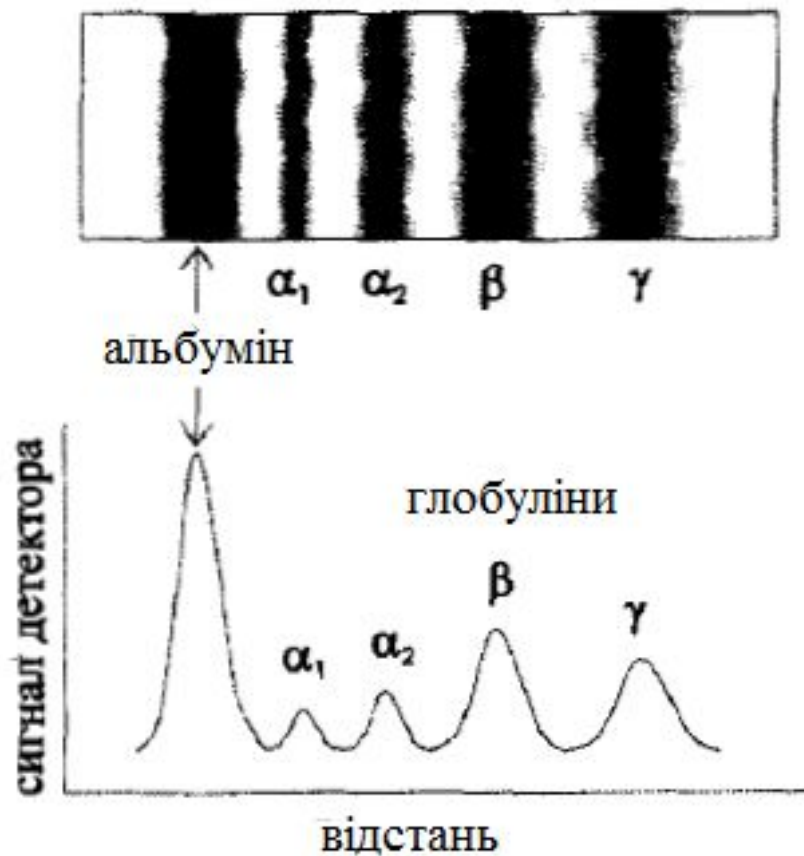 α₁ α₂ β γ
альбумін
глобуліни
β
γ
α₁ α₂
сигнал детектора
відстань